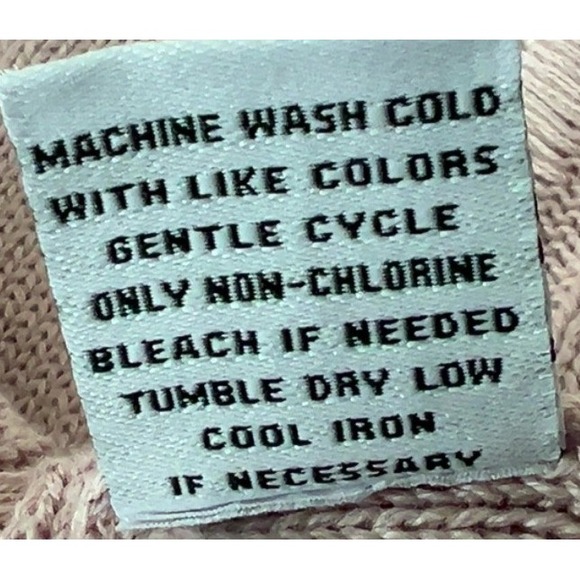 MACHINE WASH COLD
WITH LIKE COLORS
GENTLE CYCLE
ONLY NON-CHLORINE
BLEACH IF NEEDED
TUMBLE DRY LOW
COOL IRON
IF NECESSARY